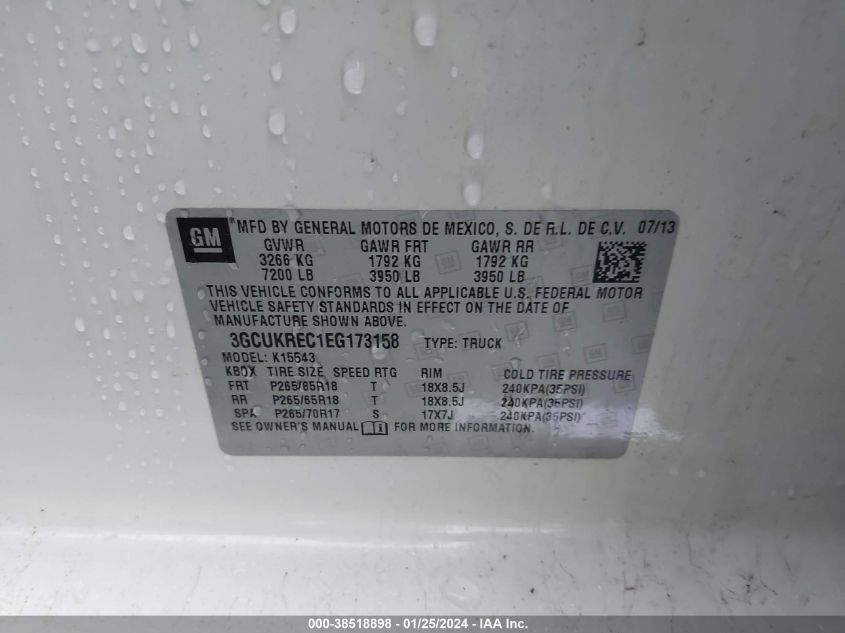 GM ® MFD BY GENERAL MOTORS DE MEXICO, S. DE R.L. DE C.V. 07/13
GVWR GAWR FRT GAWR RR
3266 KG 1792 KG 1792 KG
7200 LB 3950 LB 3950 LB
THIS VEHICLE CONFORMS TO ALL APPLICABLE U.S. FEDERAL MOTOR
VEHICLE SAFETY STANDARDS IN EFFECT ON THE DATE OF
MANUFACTURE SHOWN ABOVE.
3GCUKREC1EG173158 TYPE: TRUCK
MODEL: K15543
KBOX TIRE SIZE SPEED RTG RIM COLD TIRE PRESSURE
FRT P265/65R18 T 18X8.5J 240KPA(35PSI)
RR P265/65R18 T 18X8.5J 240KPA(35PSI)
SPA P265/70R17 S 17X7J 240KPA(35PSI)
SEE OWNER'S MANUAL FOR MORE INFORMATION.
000-38518898 - 01/25/2024 - IAA Inc.